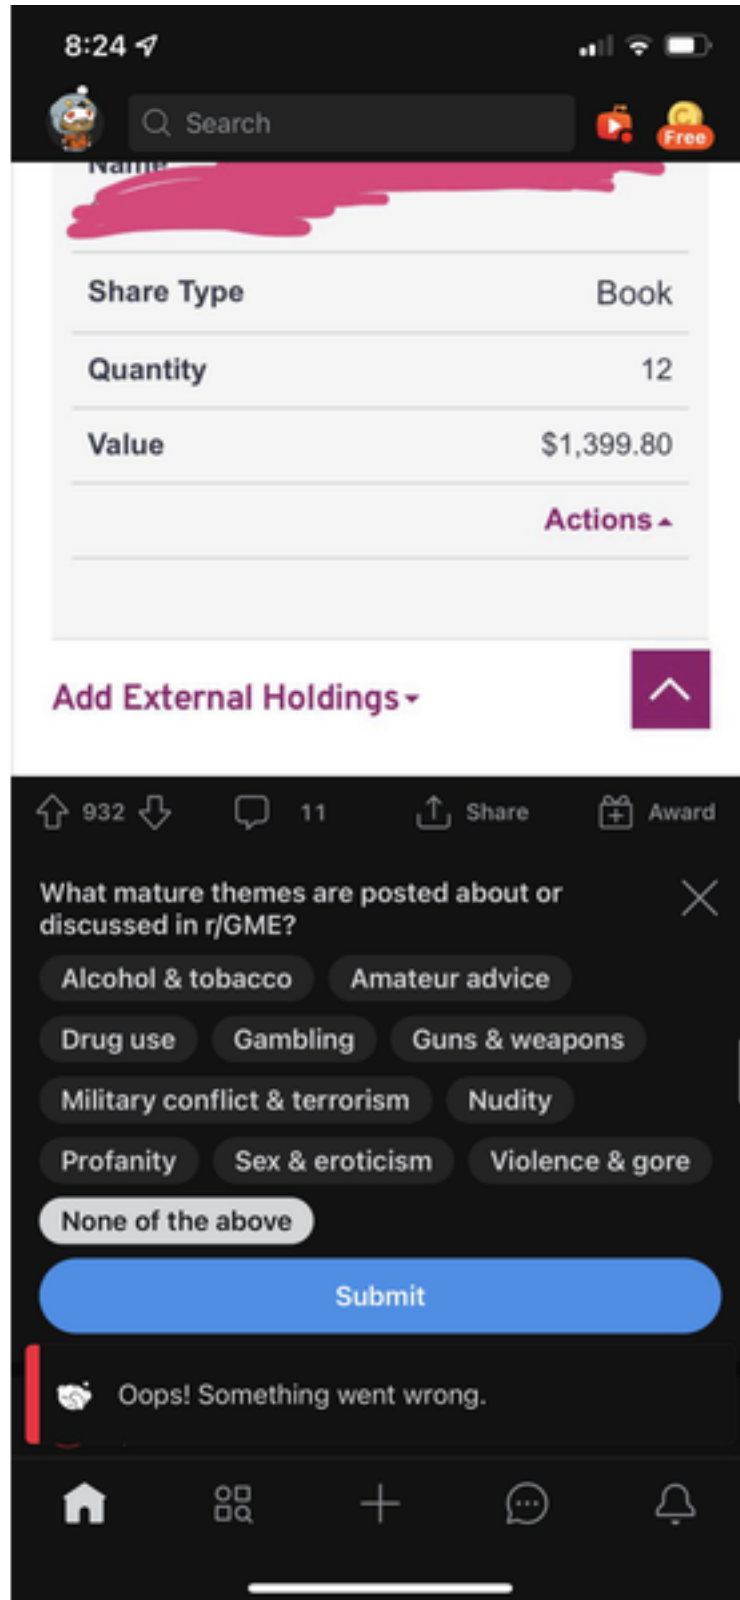 8:24
Search
Free
Name
Share Type Book
Quantity 12
Value $1,399.80
Actions
Add External Holdings
932 11 Share Award
What mature themes are posted about or
discussed in r/GME?
Alcohol & tobacco Amateur advice
Drug use Gambling Guns & weapons
Military conflict & terrorism Nudity
Profanity Sex & eroticism Violence & gore
None of the above
Submit
Oops! Something went wrong.